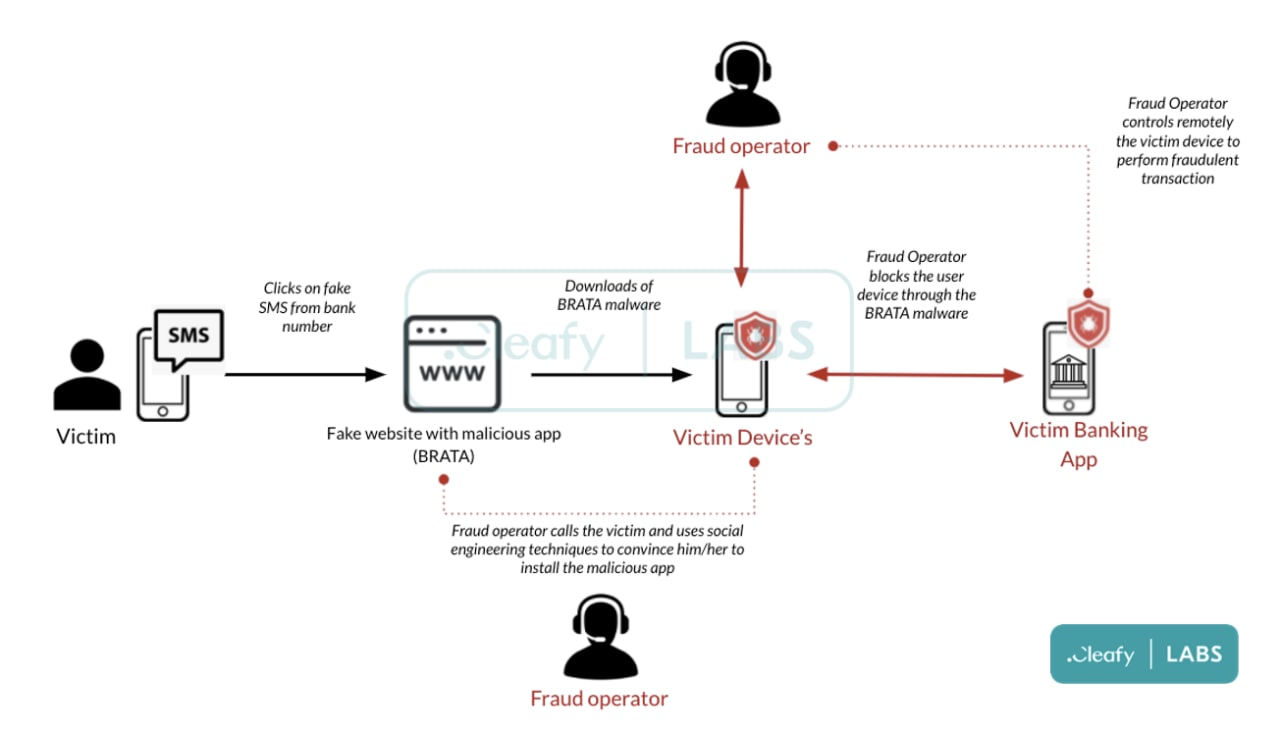 Fraud operator
Fraud Operator
controls remotely
the victim device to
perform fraudulent
transaction
Clicks on fake
SMS from bank
number
Downloads of
BRATA malware
Fraud Operator
blocks the user
device through the
BRATA malware
SMS
www
.Cleafy | LABS
Victim
Fake website with malicious app
(BRATA)
Victim Device's
Victim Banking
App
Fraud operator calls the victim and uses social
engineering techniques to convince him/her to
install the malicious app
Fraud operator
.Cleafy | LABS